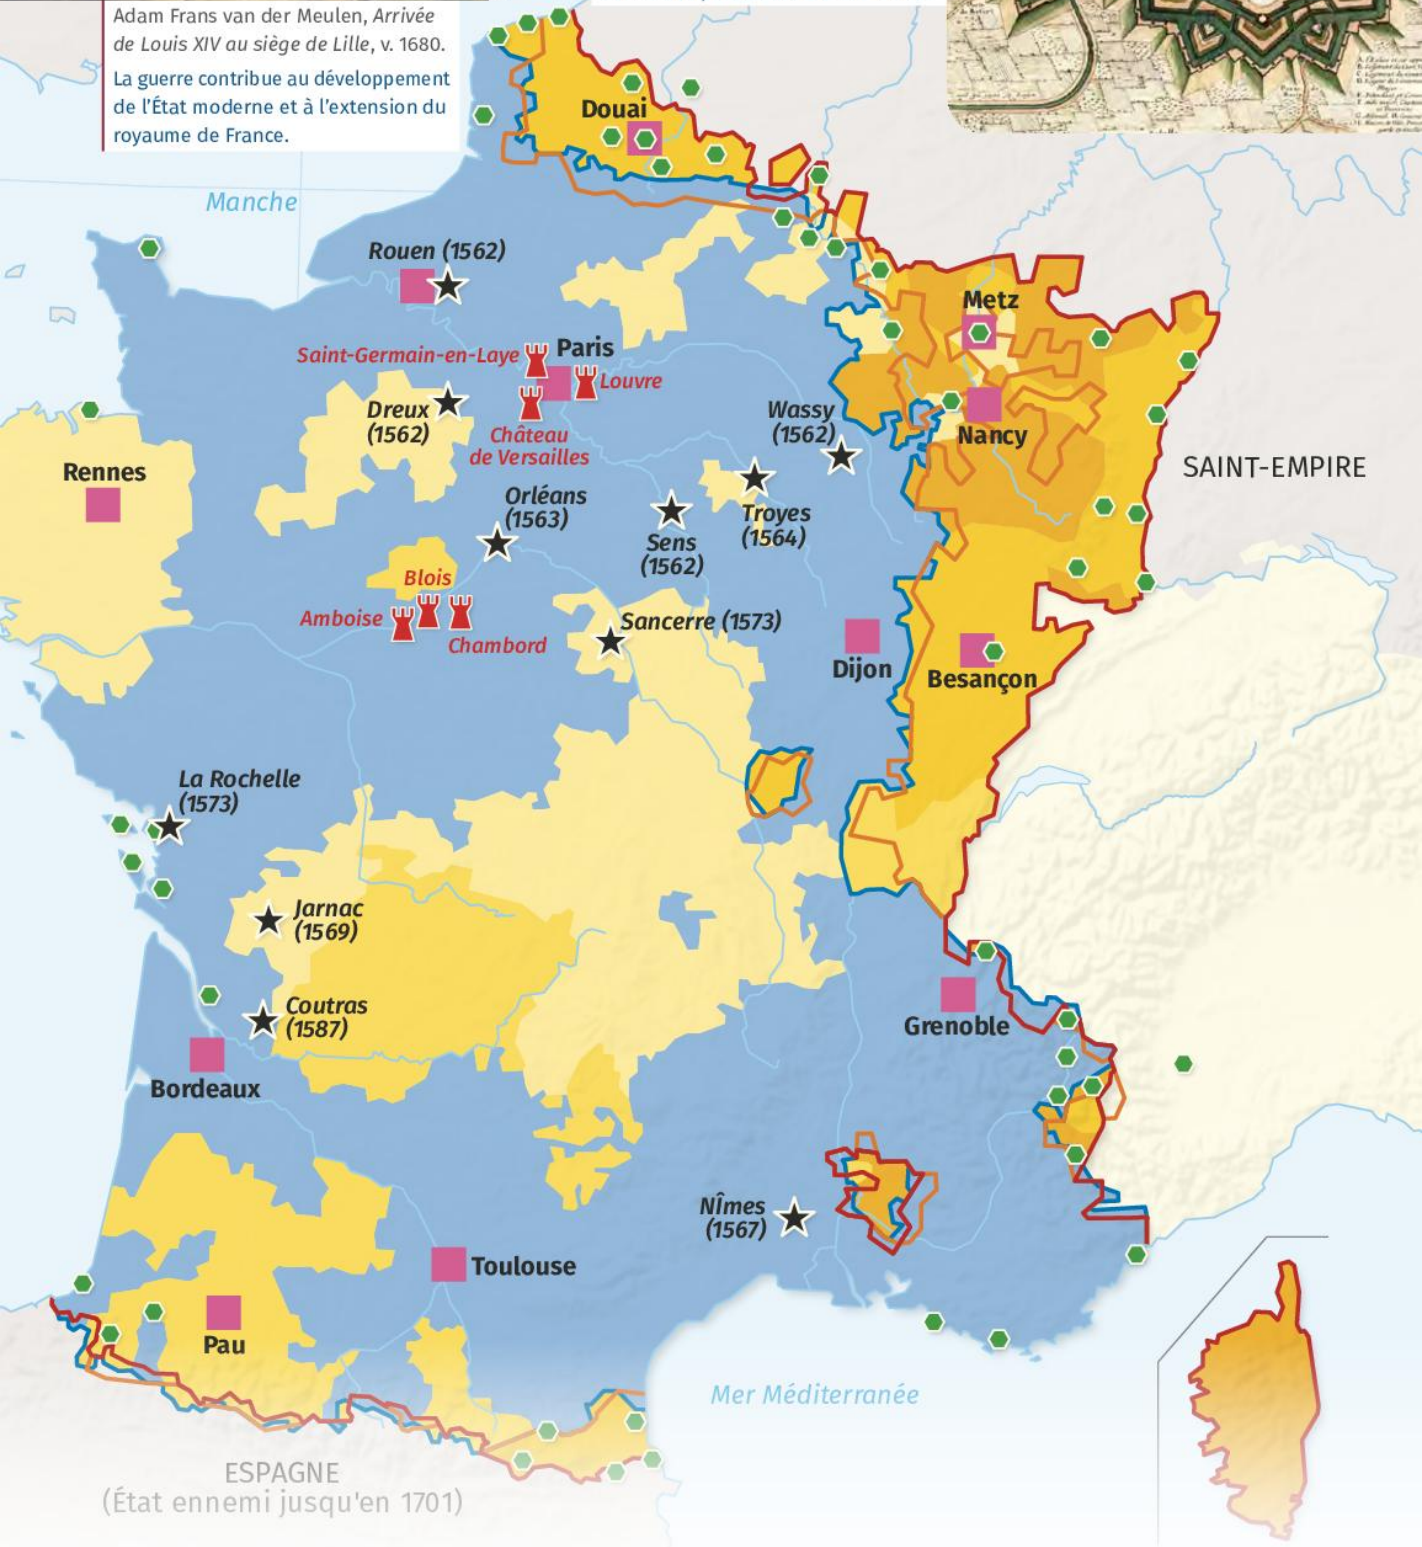 Adam Frans van der Meulen, Arrivée
de Louis XIV au siège de Lille, v. 1680.
La guerre contribue au développement
de l'État moderne et à l'extension du
royaume de France.
Douai
Manche
Rouen (1562)
Metz
Saint-Germain-en-Laye
Paris
Louvre
Dreux
(1562)
Château
de Versailles
Wassy
(1562)
Nancy
Rennes
SAINT-EMPIRE
Orléans
(1563)
Troyes
(1564)
Sens
(1562)
Blois
Amboise
Chambord
Sancerre (1573)
Dijon
Besançon
La Rochelle
(1573)
Jarnac
(1569)
Coutras
(1587)
Grenoble
Bordeaux
NÎmes
(1567)
Toulouse
Pau
Mer Méditerranée
ESPAGNE
(État ennemi jusqu'en 1701)